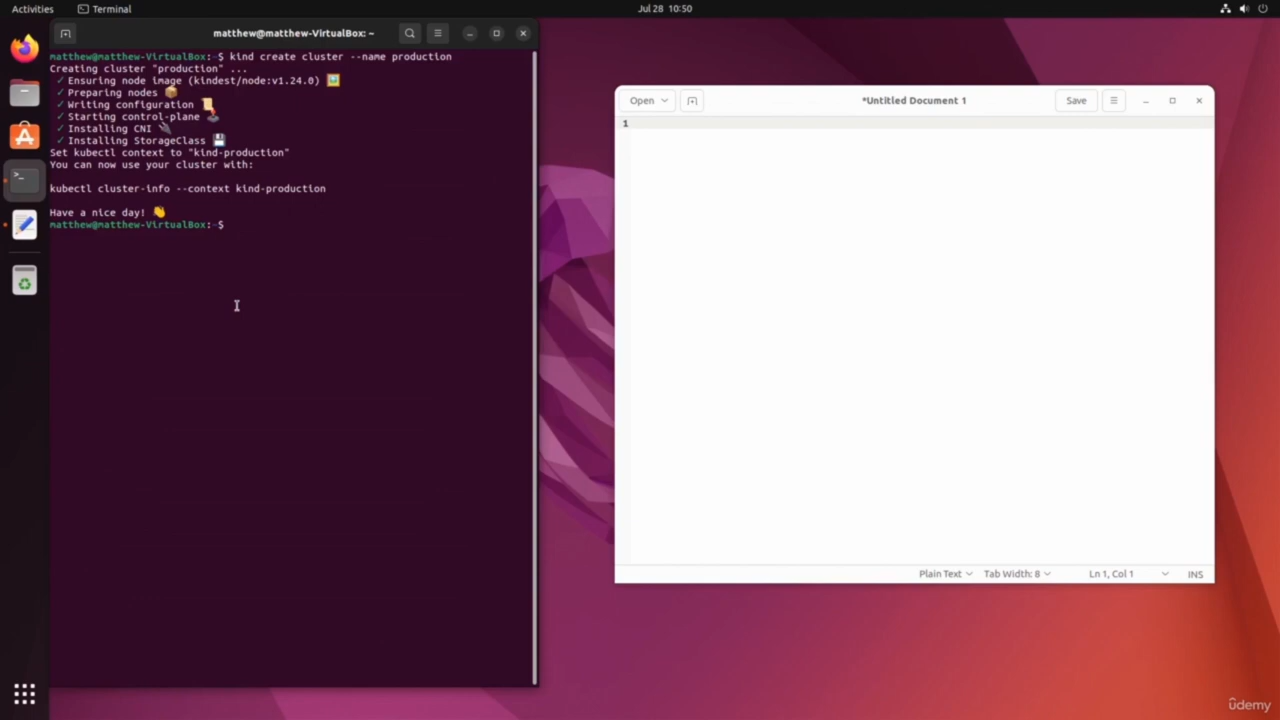 Activities
Terminal
Jul 28 10:50
matthew@matthew-VirtualBox: ~
matthew@matthew-VirtualBox:~$ kind create cluster --name production
Creating cluster "production" ...
✓ Ensuring node image (kindest/node:v1.24.0) 🖼
✓ Preparing nodes 📦
✓ Writing configuration 📜
✓ Starting control-plane 🕹️
✓ Installing CNI 🔌
✓ Installing StorageClass 💾
Set kubectl context to "kind-production"
You can now use your cluster with:
kubectl cluster-info --context kind-production
Have a nice day! 👋
matthew@matthew-VirtualBox:~$
Open
*Untitled Document 1
Save
1
Plain Text
Tab Width: 8
Ln 1, Col 1
INS
ûdemy